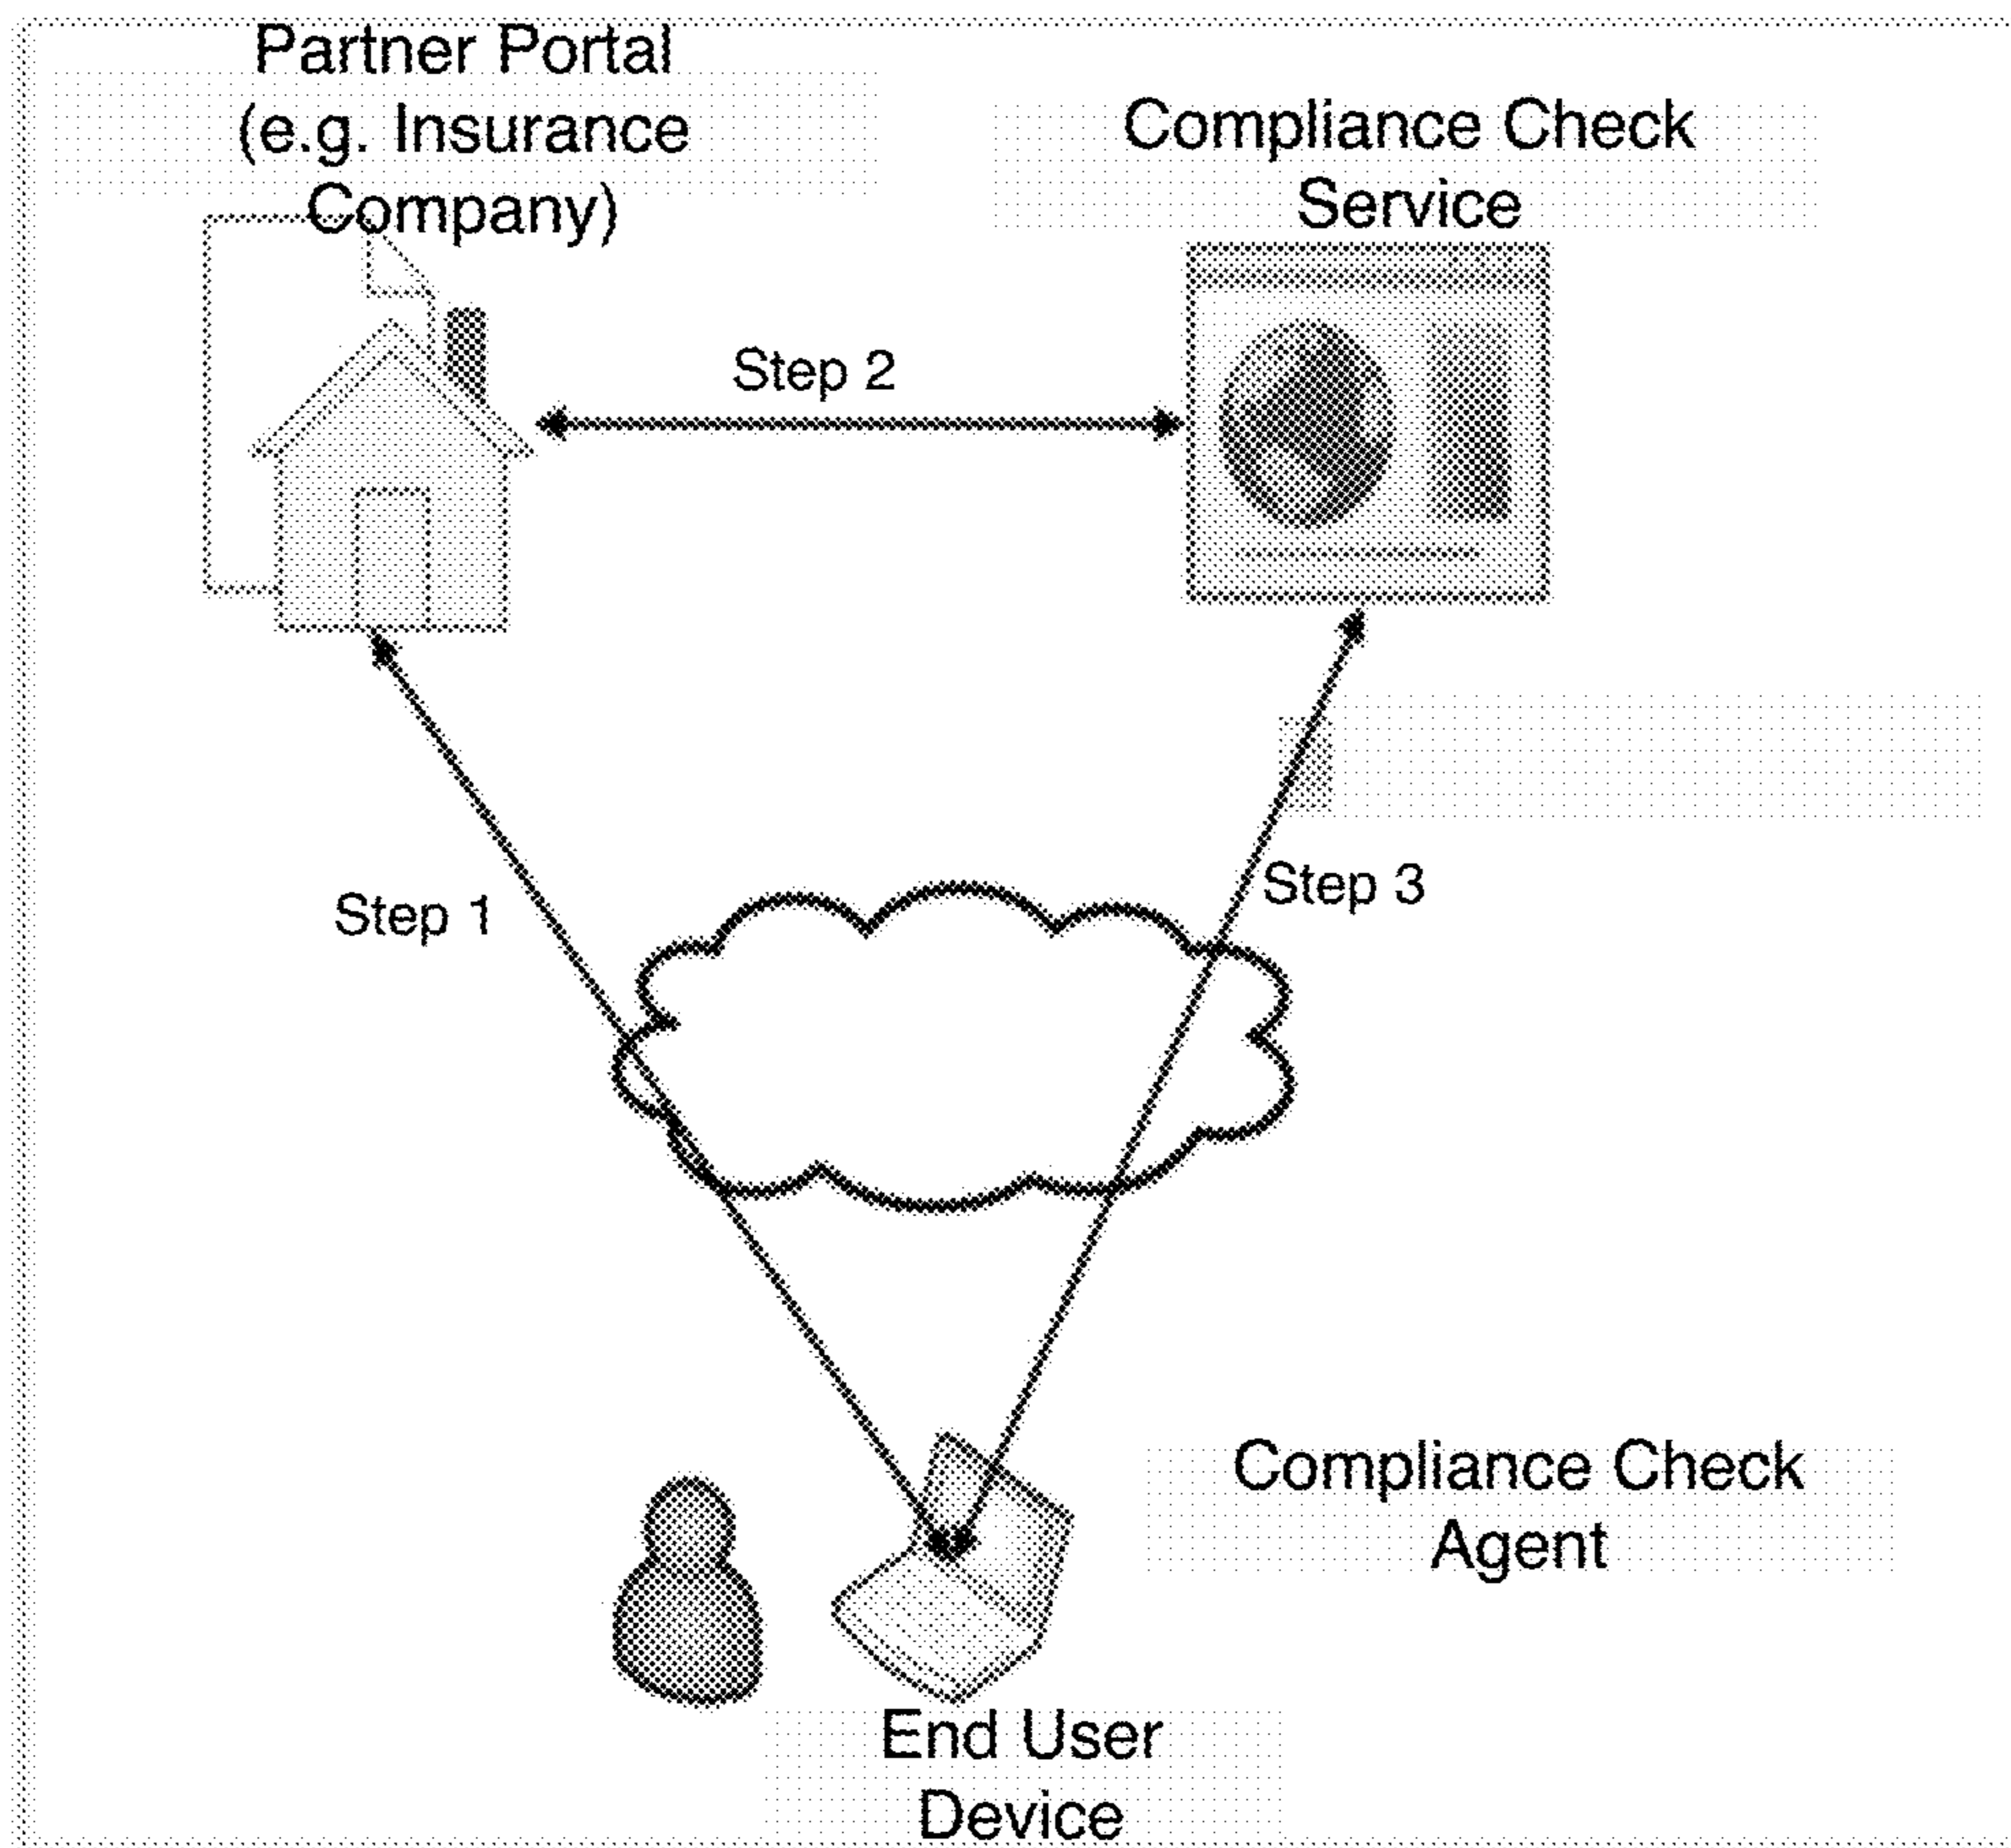 Partner Portal
(e.g. Insurance
Company)
Compliance Check
Service
Step 2
Step 1
Step 3
Compliance Check
Agent
End User
Device